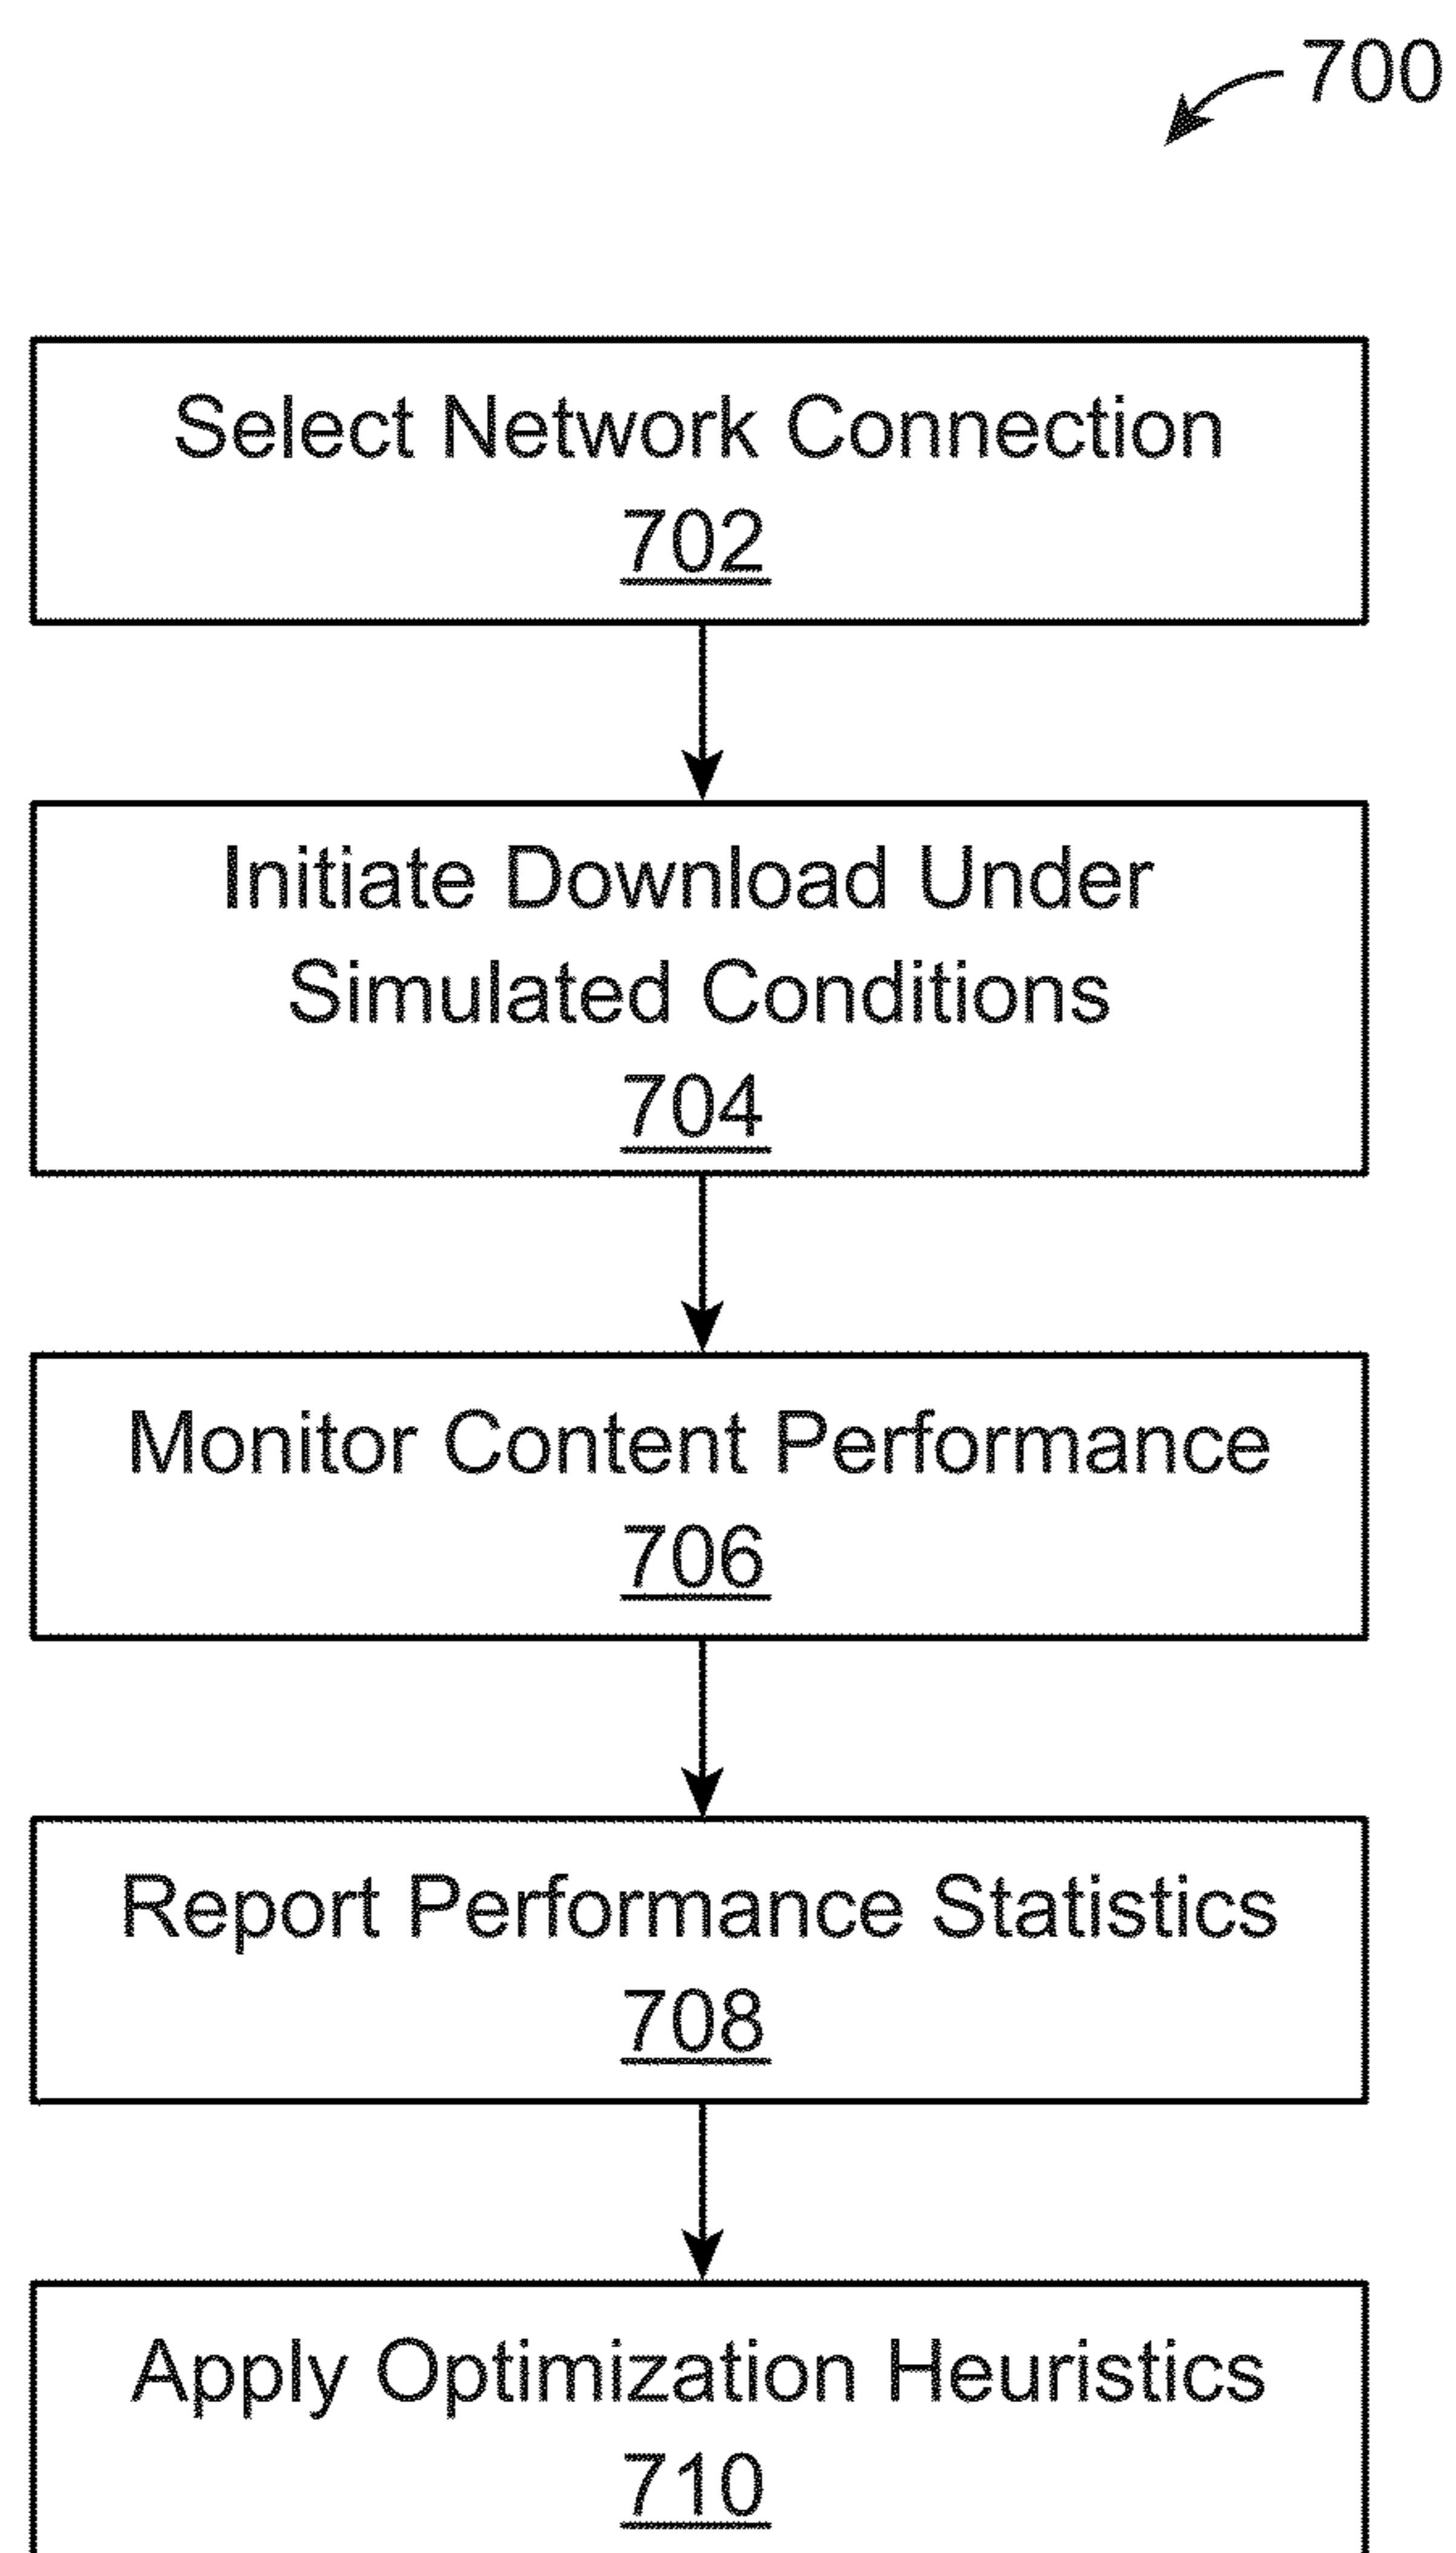 700
Select Network Connection
702
Initiate Download Under
Simulated Conditions
704
Monitor Content Performance
706
Report Performance Statistics
708
Apply Optimization Heuristics
710